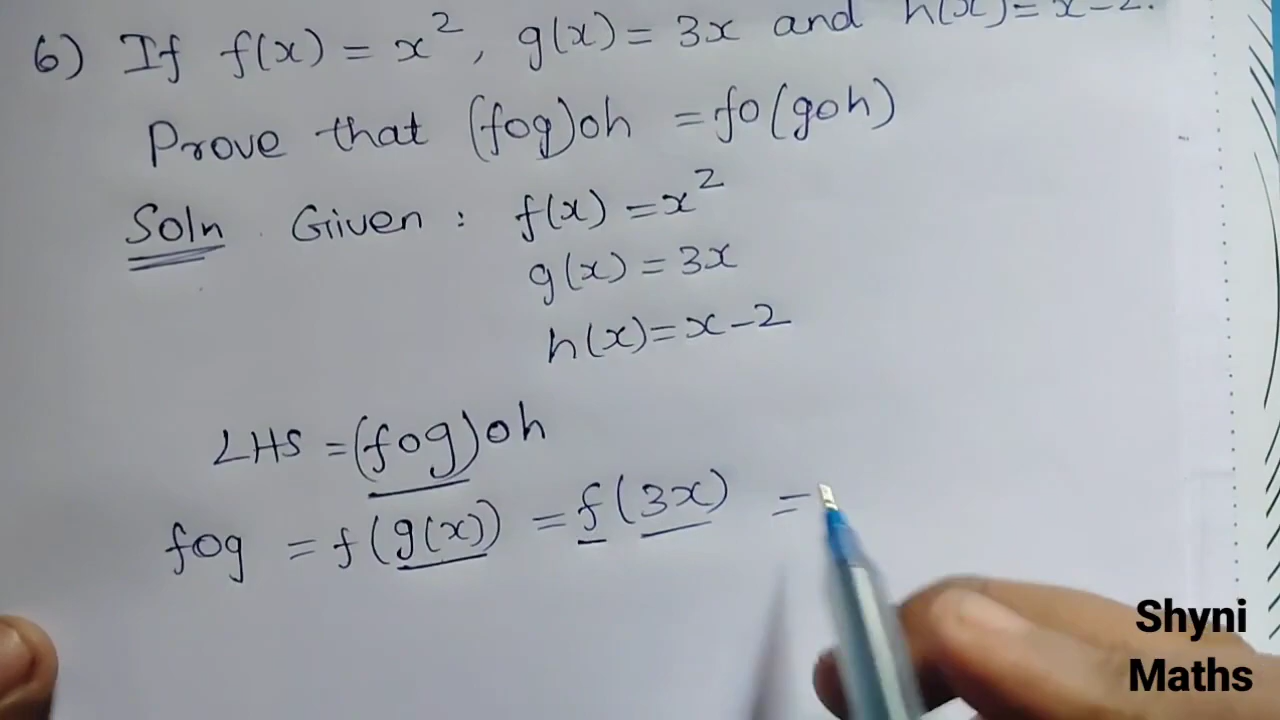 6) If f(x) = x², g(x) = 3x and h(x) = x-2.
Prove that (fog)oh = fo(goh)
Soln Given : f(x) = x²
g(x) = 3x
h(x) = x-2
LHS = (fog)oh
fog = f(g(x)) = f(3x) =
Shyni
Maths